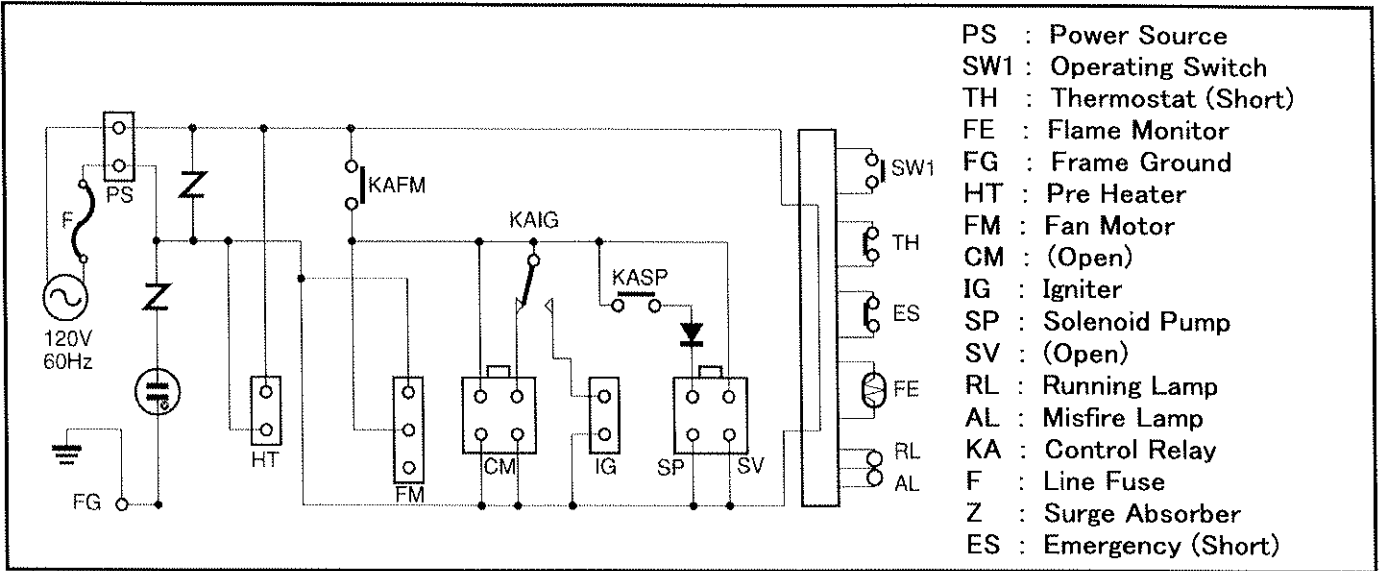 PS : Power Source
SW1 : Operating Switch
TH : Thermostat (Short)
FE : Flame Monitor
FG : Frame Ground
HT : Pre Heater
FM : Fan Motor
CM : (Open)
IG : Igniter
SP : Solenoid Pump
SV : (Open)
RL : Running Lamp
AL : Misfire Lamp
KA : Control Relay
F : Line Fuse
Z : Surge Absorber
ES : Emergency (Short)
PS
F
Z
Z
120V
60Hz
FG
HT
KAFM
FM
KAIG
CM
IG
KASP
SP
SV
SW1
TH
ES
FE
RL
AL